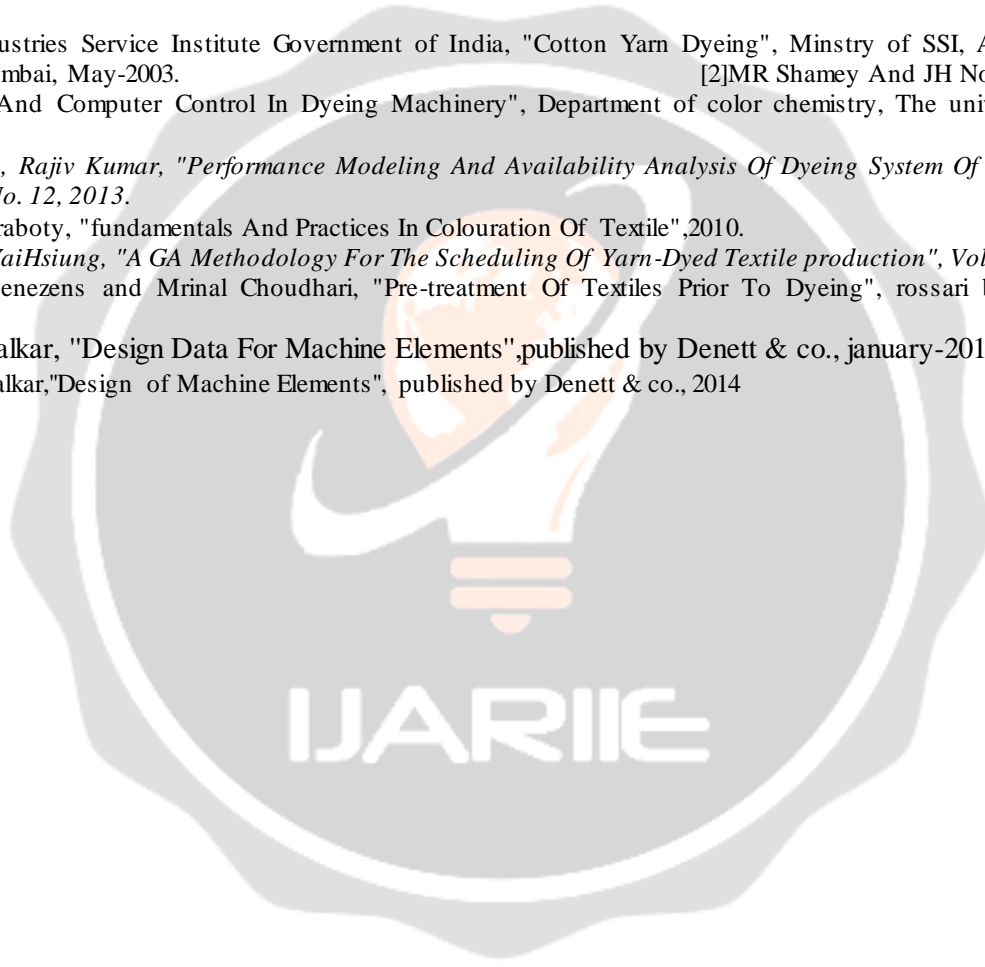 ustries Service Institute Government of India, "Cotton Yarn Dyeing", Minstry of SSI, A
mbai, May-2003. [2]MR Shamey And JH No
And Computer Control In Dyeing Machinery", Department of color chemistry, The univ
, Rajiv Kumar, "Performance Modeling And Availability Analysis Of Dyeing System Of
No. 12, 2013.
raboty, "fundamentals And Practices In Colouration Of Textile",2010.
YaiHsiung, "A GA Methodology For The Scheduling Of Yarn-Dyed Textile production", Vol
enezens and Mrinal Choudhari, "Pre-treatment Of Textiles Prior To Dyeing", rossari b
alkar, "Design Data For Machine Elements",published by Denett & co., january-201
alkar,"Design of Machine Elements", published by Denett & co., 2014
IJARIIE